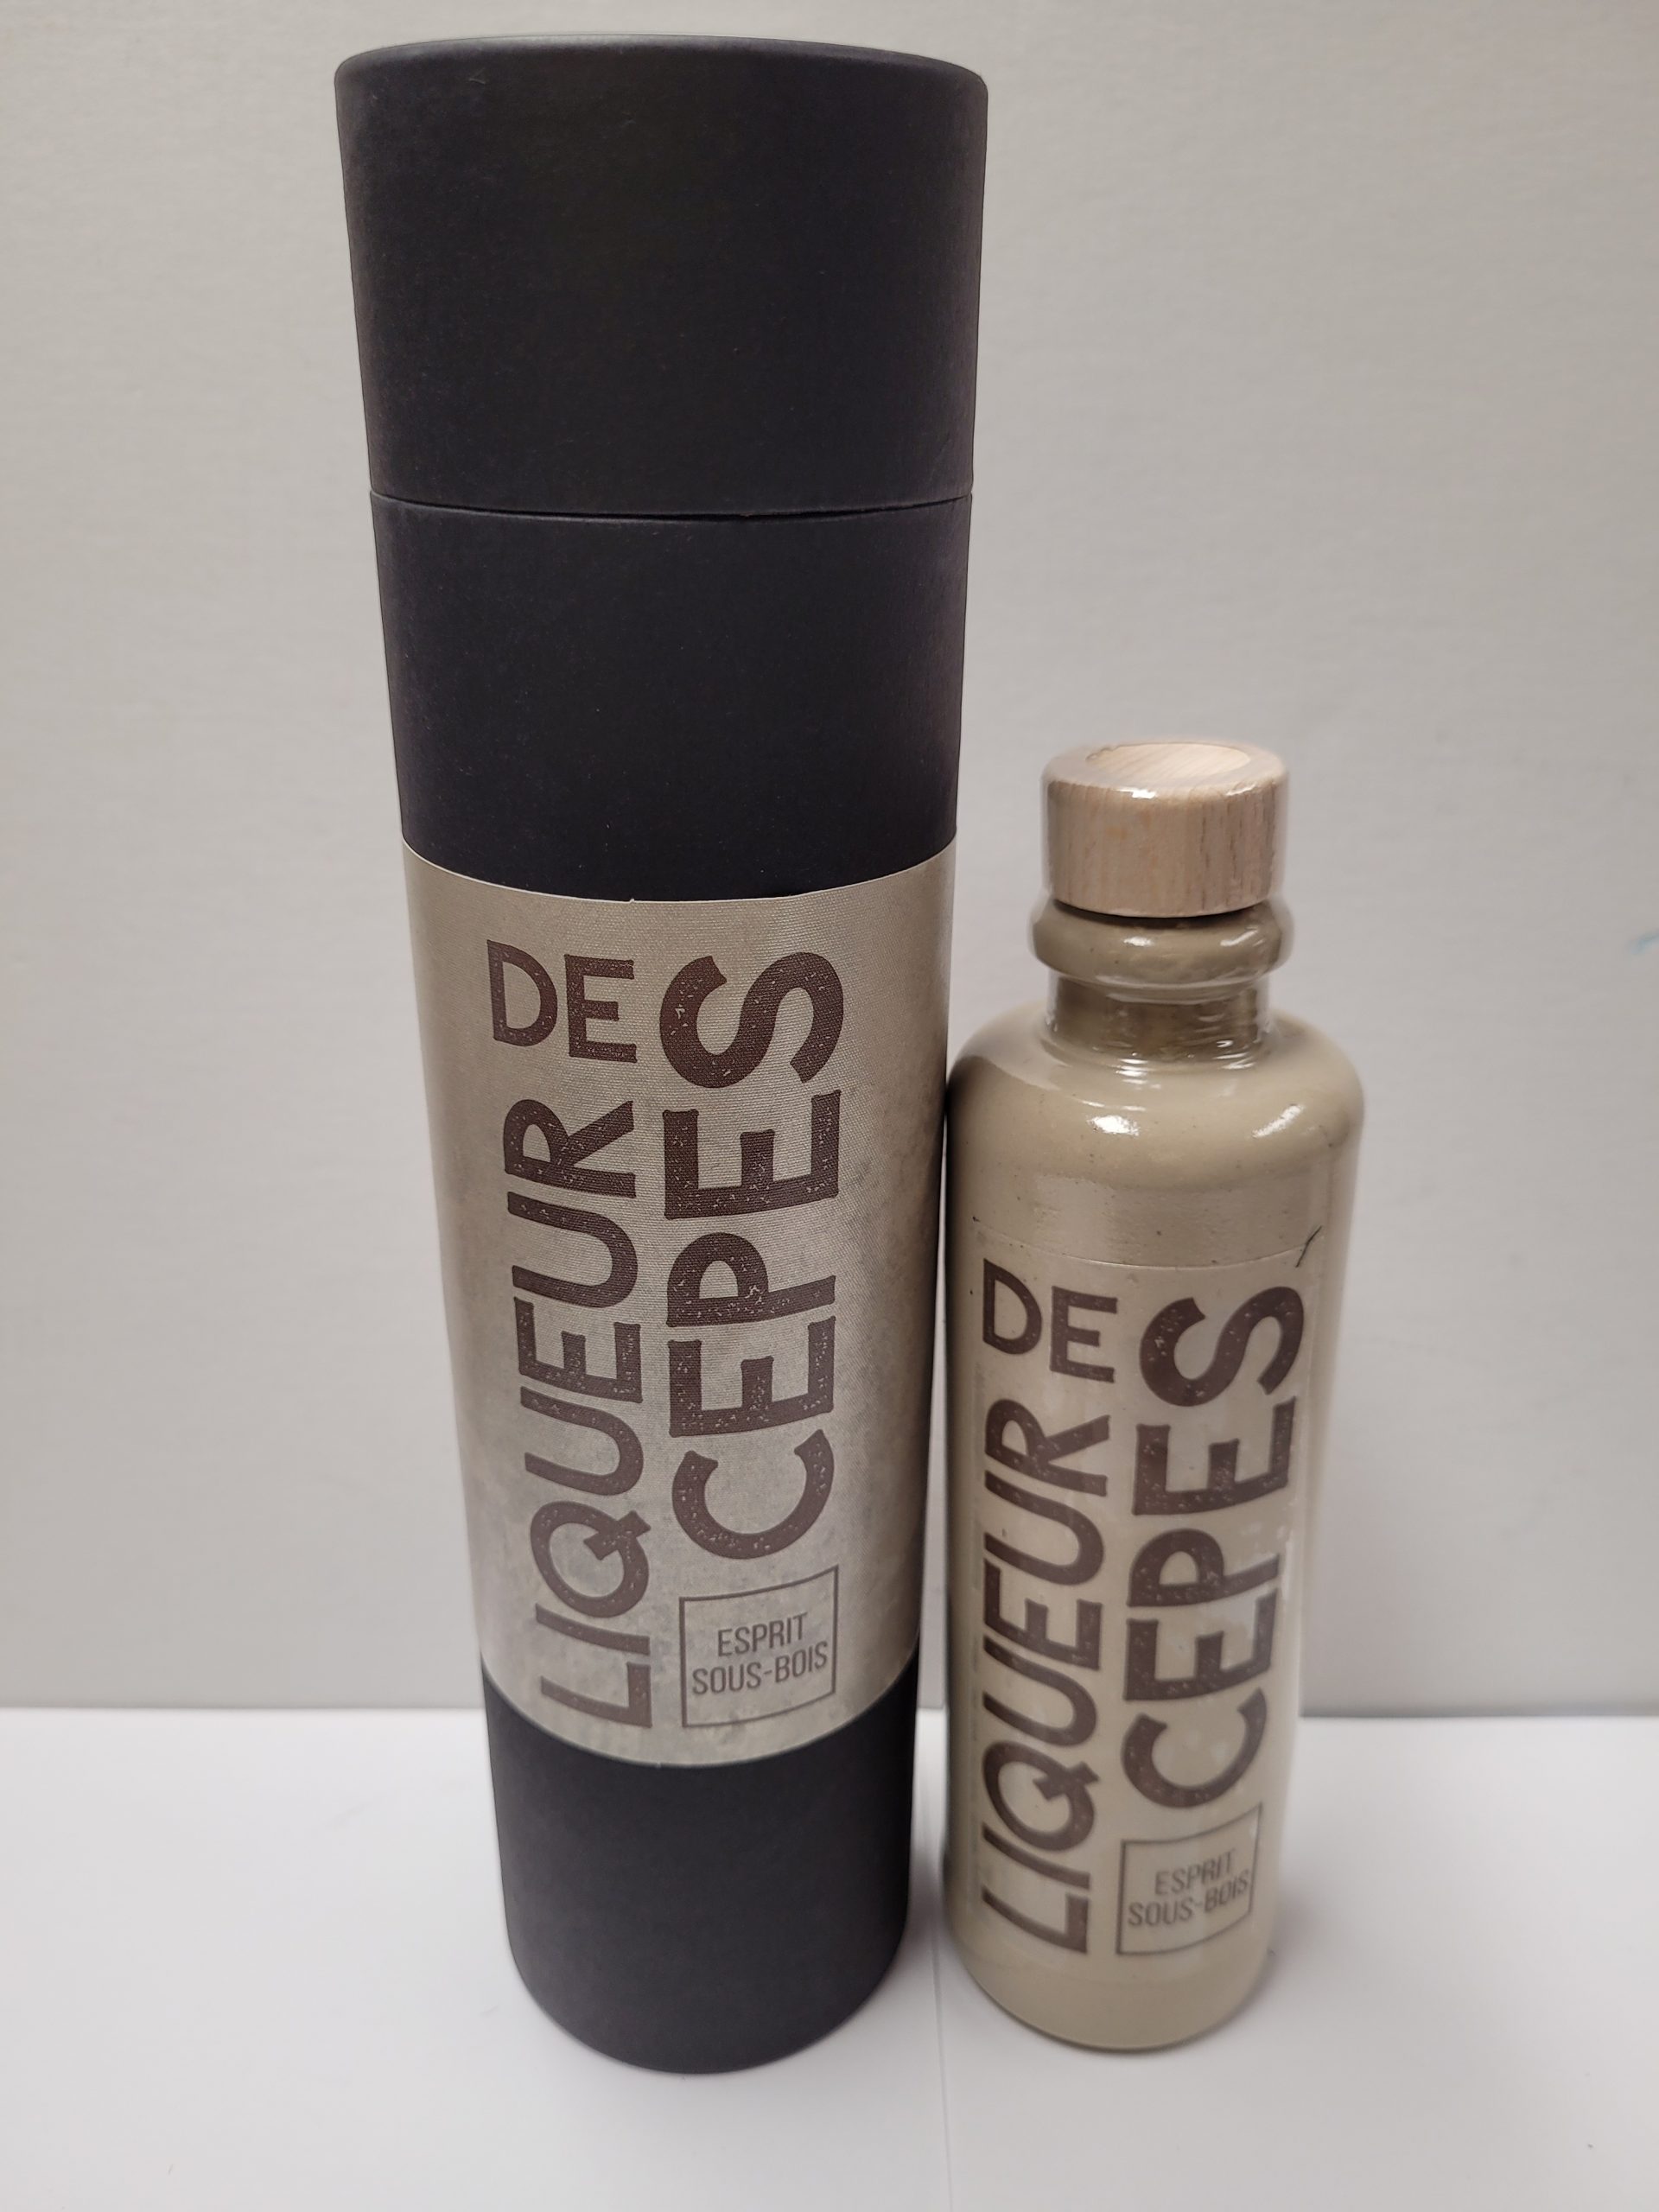 LIQUEUR DE
CEPES
ESPRIT
SOUS-BOIS
LIQUEUR DE
CEPES
ESPRIT
SOUS-BOIS